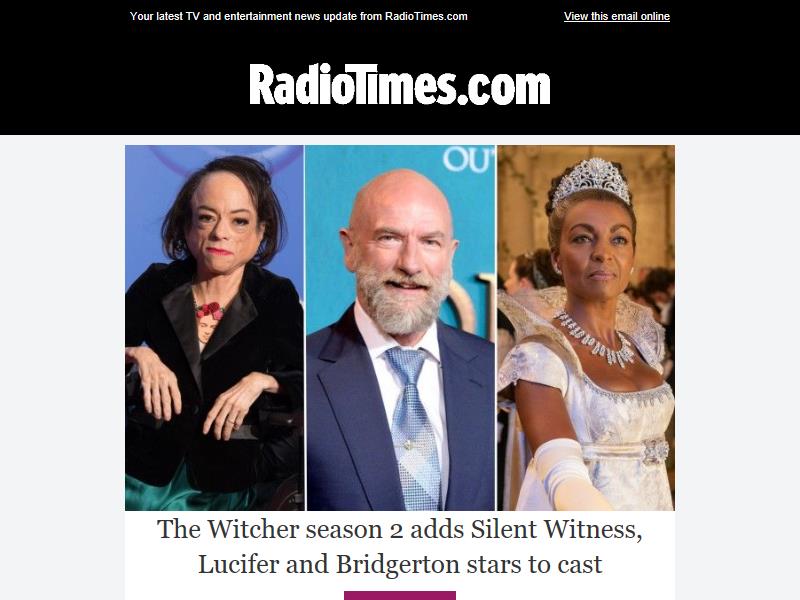 Your latest TV and entertainment news update from RadioTimes.com
View this email online
RadioTimes.com
OUT
The Witcher season 2 adds Silent Witness,
Lucifer and Bridgerton stars to cast